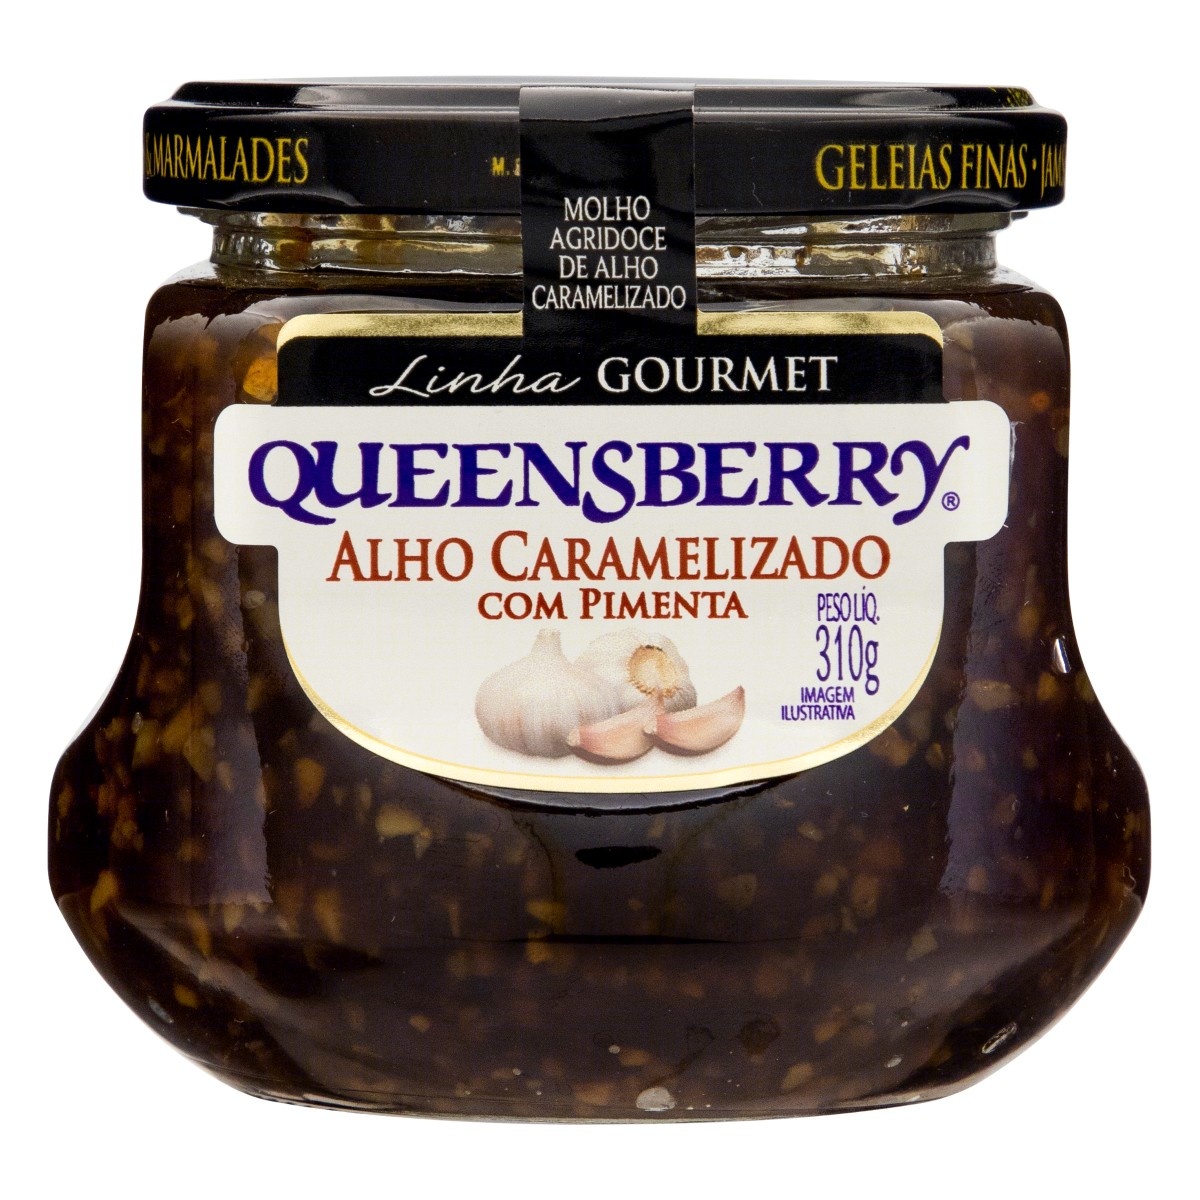 & MARMALADES
GELEIAS FINAS · JAMS
MOLHO
AGRIDOCE
DE ALHO
CARAMELIZADO
Linha GOURMET
QUEENSBERRY®
ALHO CARAMELIZADO
COM PIMENTA
PESO LÍQ.
310g
IMAGEM
ILUSTRATIVA